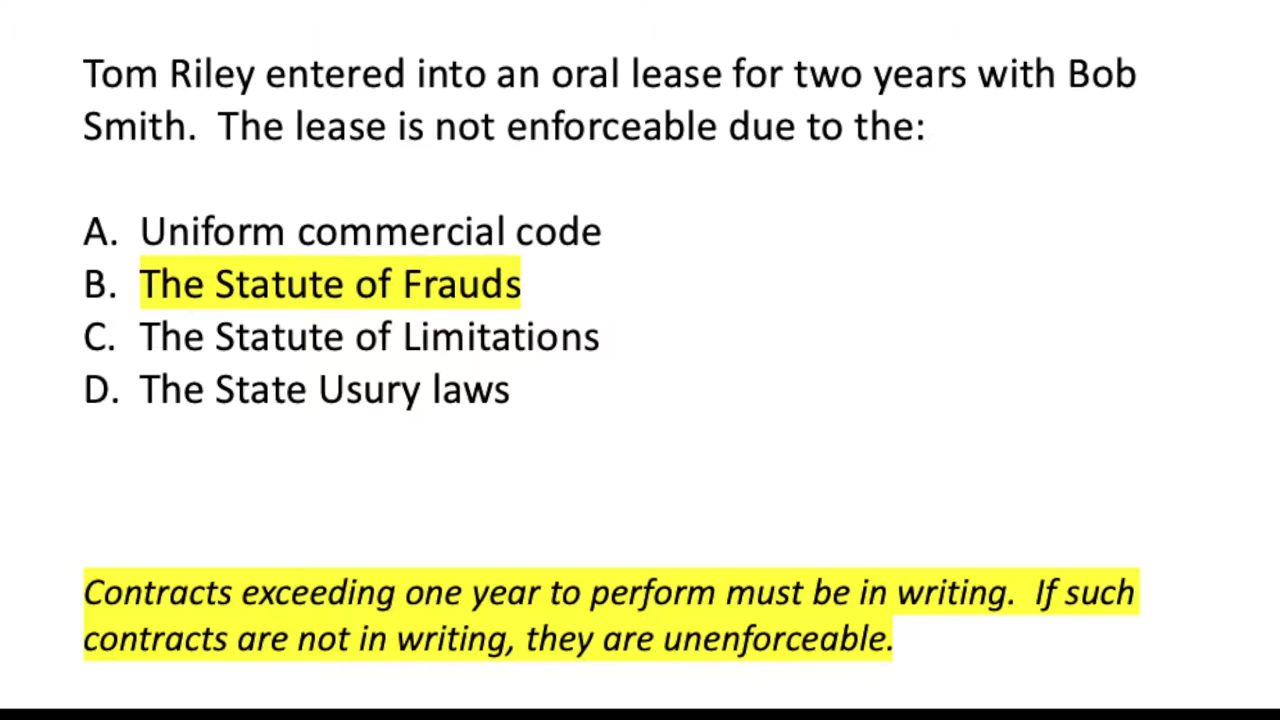 Tom Riley entered into an oral lease for two years with Bob
Smith.  The lease is not enforceable due to the:
A.  Uniform commercial code
B.  The Statute of Frauds
C.  The Statute of Limitations
D.  The State Usury laws
Contracts exceeding one year to perform must be in writing.  If such
contracts are not in writing, they are unenforceable.